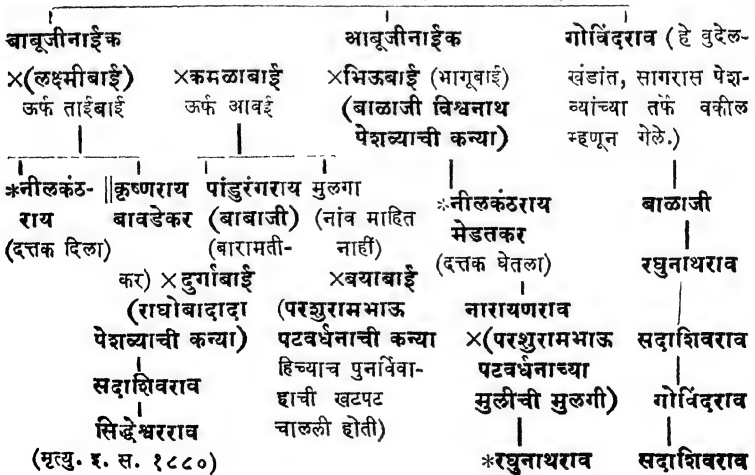 बाबूजीनाईक आबूजीनाईक गोविंदराव (हे वुदेल-
×(लक्ष्मीबाई) ×कमळाबाई ×भिऊबाई (भागूबाई) खंडांत, सागरास पेश-
ऊर्फ ताईबाई ऊर्फ आवई (बाळाजी विश्वनाथ व्यांच्या तर्फे वकील
पेशव्याची कन्या) म्हणून गेले.)
*नीलकंठ- ||कृष्णराय पांडुरंगराय मुलगा *नीलकंठराय बाळाजी
राय बावडेकर (बाबाजी) (नांव माहित मेडतकर
(दत्तक दिला) (बारामती- नाहीं) (दत्तक घेतला) रघुनाथराव
कर) ×दुर्गाबाई ×बयाबाई
(राघोबादादा (परशुरामभाऊ नारायणराव
पेशव्याची कन्या) पटवर्धनाची कन्या ×(परशुरामभाऊ सदाशिवराव
हिच्याच पुनर्विवा- पटवर्धनाच्या
सदाशिवराव हाची खटपट मुलीची मुलगी) गोविंदराव
सिद्धेश्वरराव चालली होती)
(मृत्यु. इ. स. १८८०) *रघुनाथराव सदाशिवराव